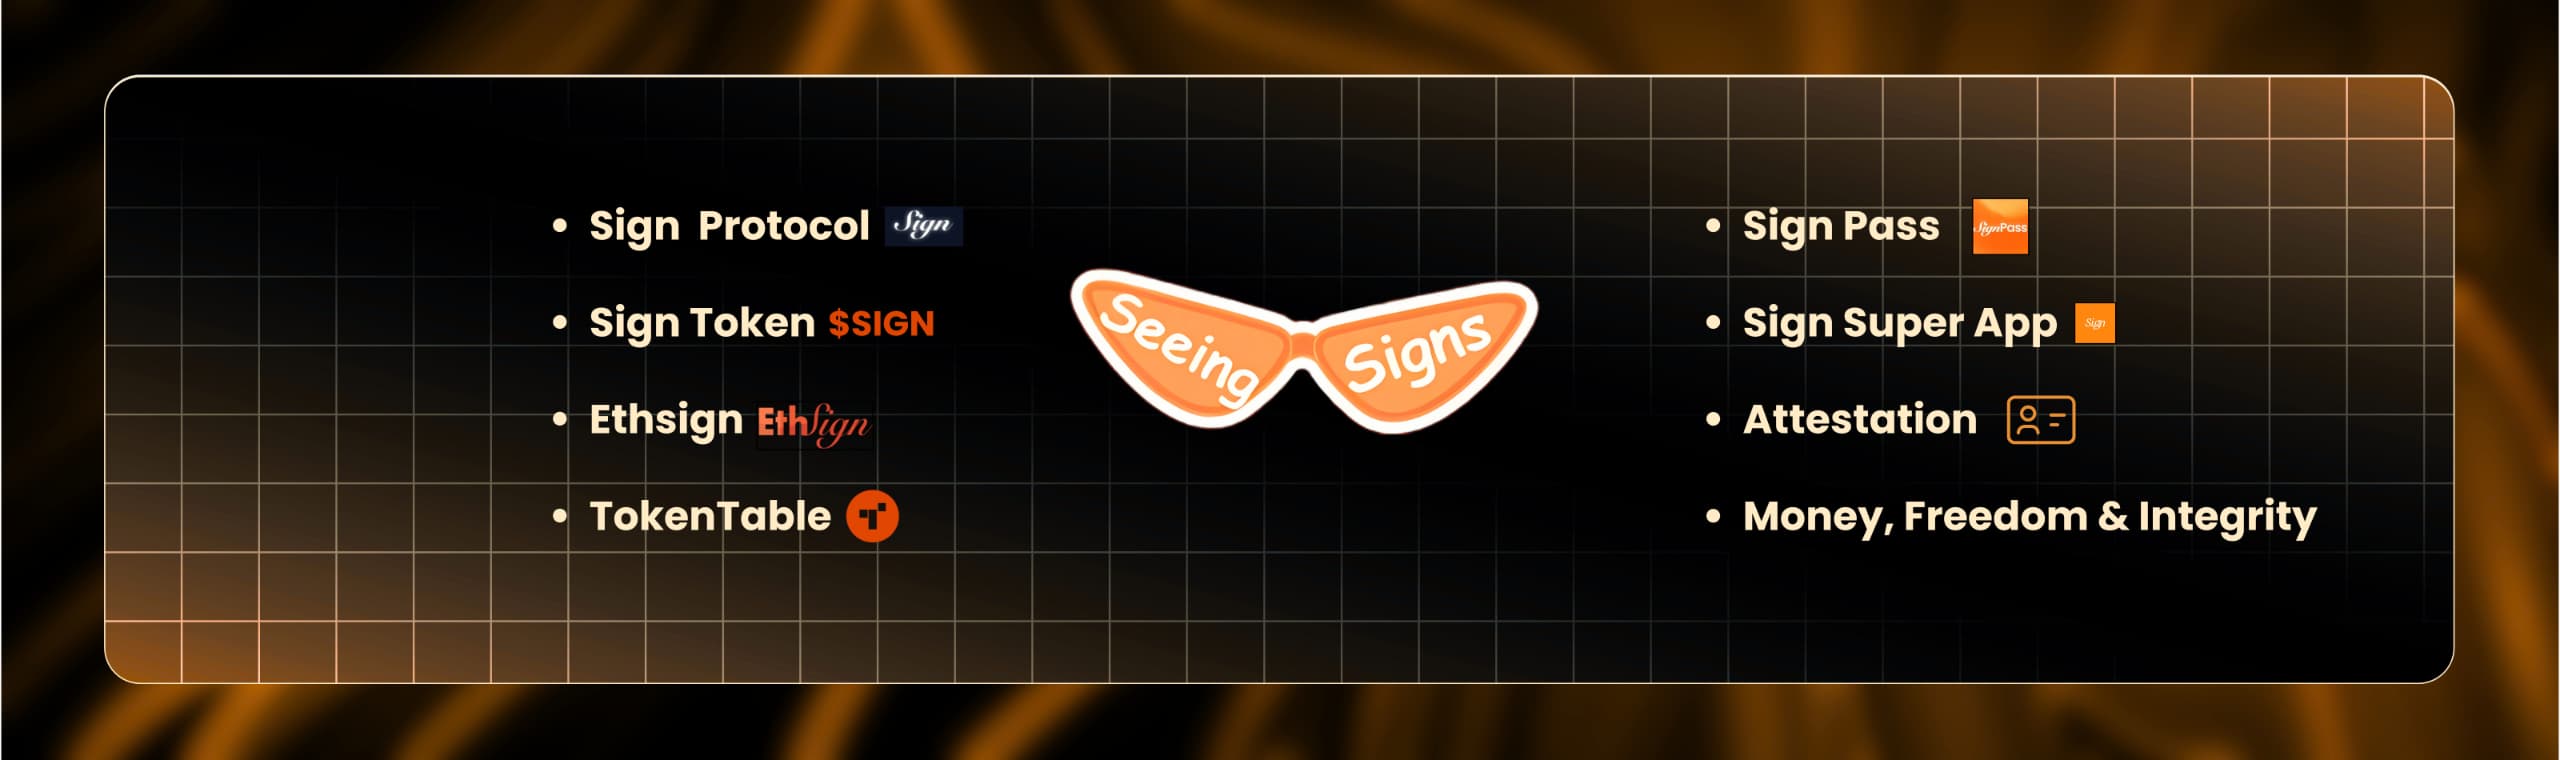 • Sign  Protocol Sign
• Sign Token $SIGN
• Ethsign EthSign
• TokenTable T
Seeing Signs
• Sign Pass SignPass
• Sign Super App Sign
• Attestation
• Money, Freedom & Integrity